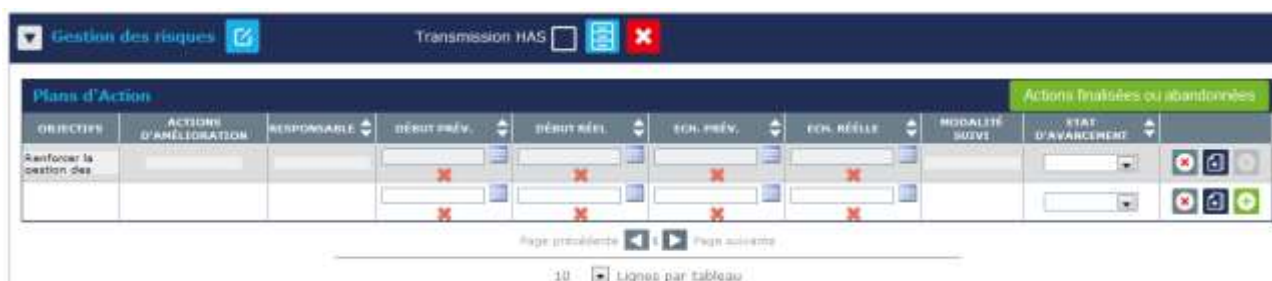 Gestion des risques
Transmission HAS
Plans d'Action
Actions finalisées ou abandonnées
OBJECTIFS
ACTIONS D'AMÉLIORATION
RESPONSABLE
DÉBUT PRÉV.
DÉBUT RÉEL
ECH. PRÉV.
ECH. RÉELLE
MODALITÉ SUIVI
ETAT D'AVANCEMENT
Renforcer la
gestion des
Page précédente
Page suivante
10
Lignes par tableau